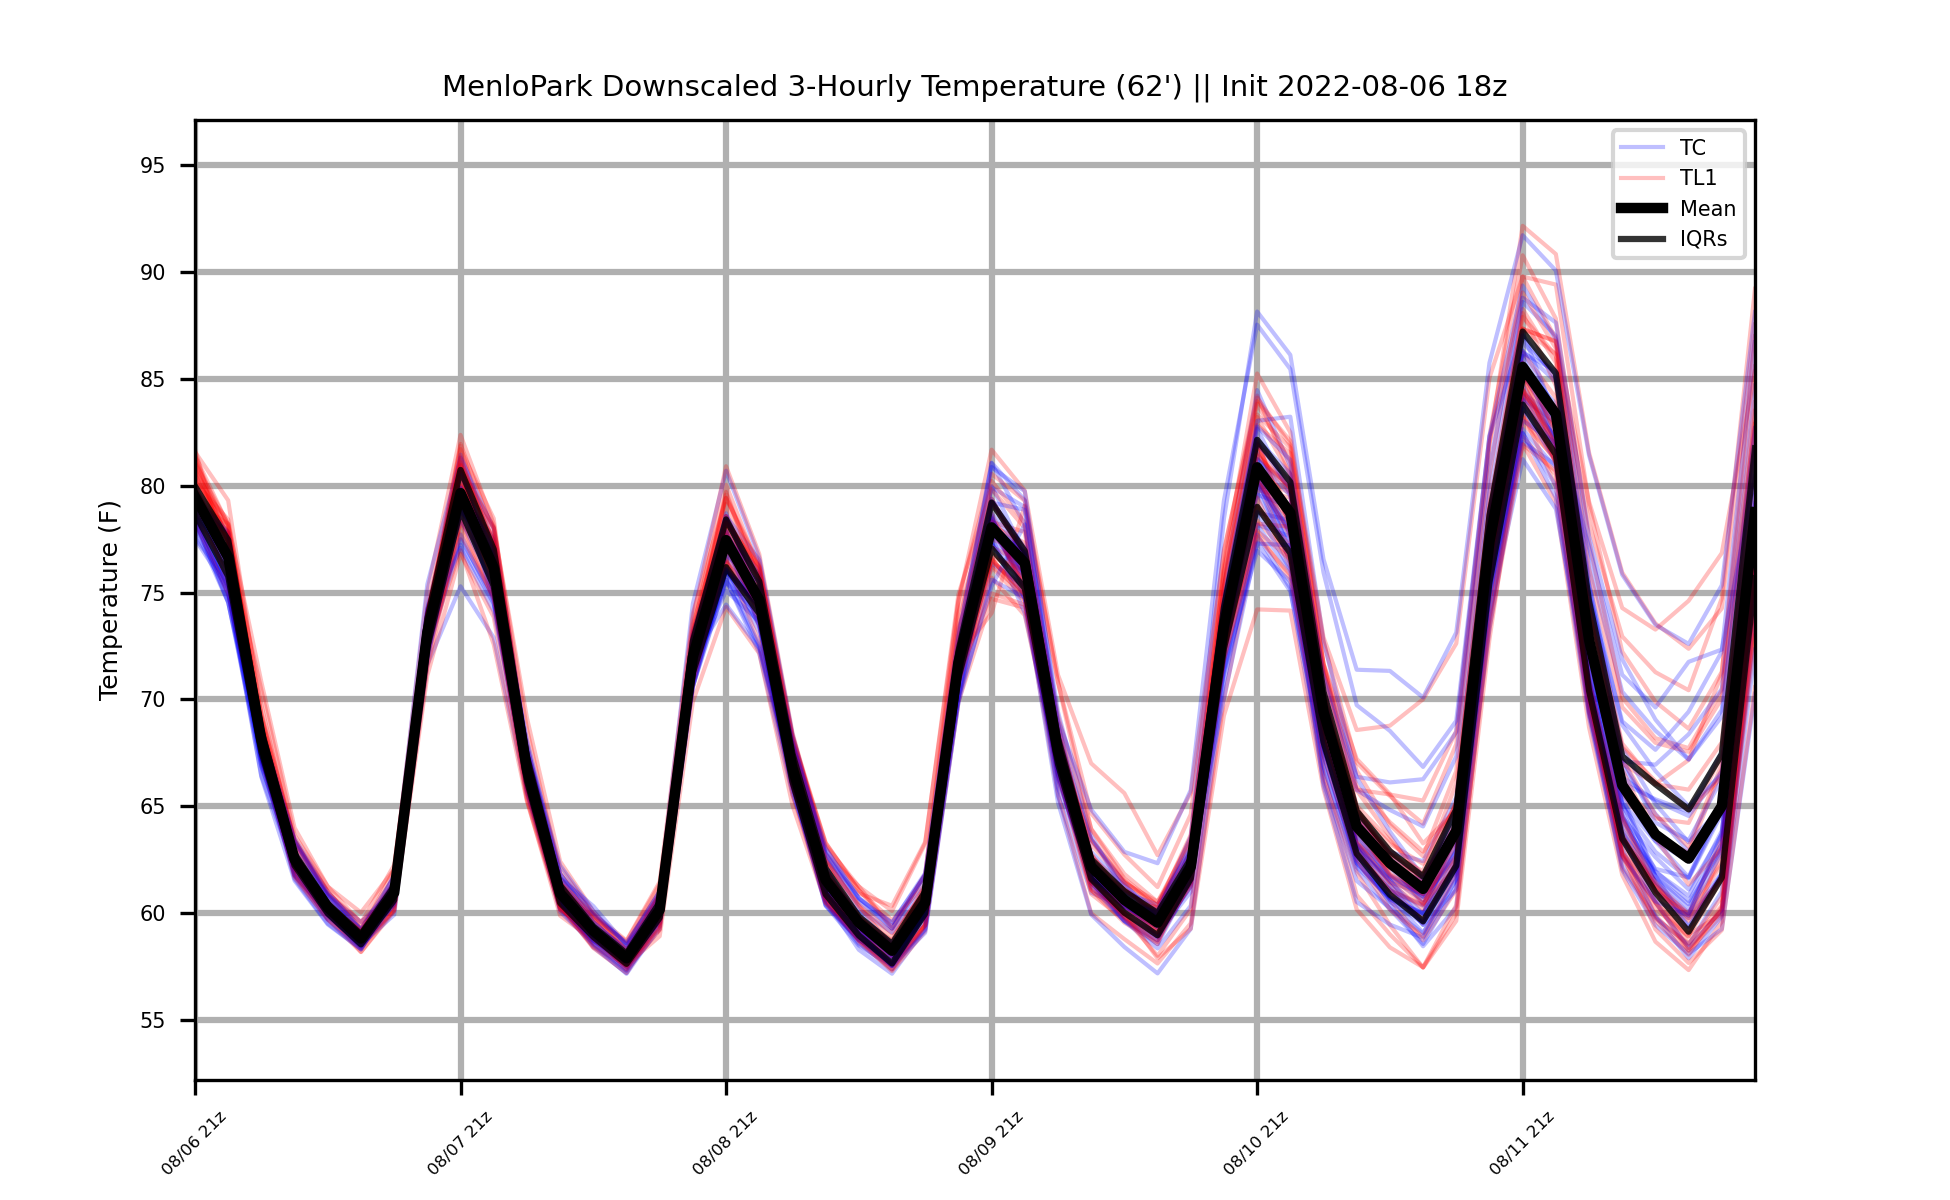 MenloPark Downscaled 3-Hourly Temperature (62') || Init 2022-08-06 18z
TC
TL1
Mean
IQRs
Temperature (F)
95
90
85
80
75
70
65
60
55
08/06 21z
08/07 21z
08/08 21z
08/09 21z
08/10 21z
08/11 21z